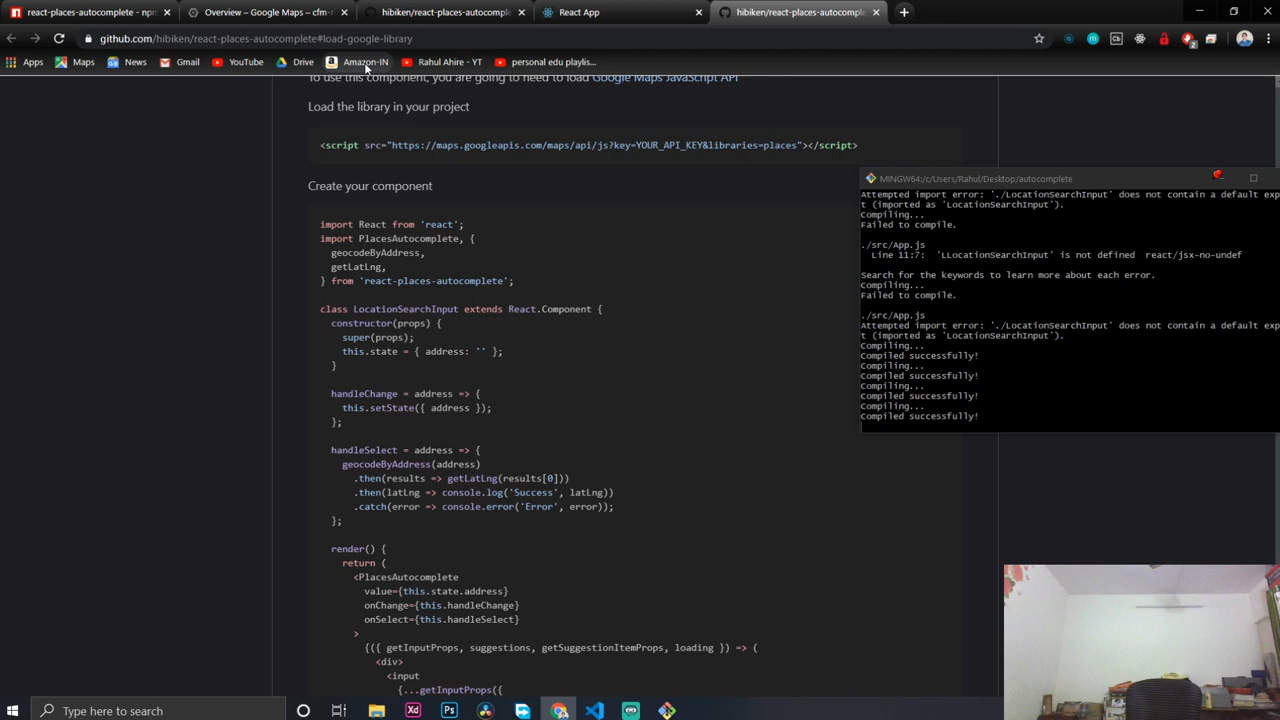 react-places-autocomplete - npm
Overview – Google Maps – cfm-r
hibiken/react-places-autocomple
React App
hibiken/react-places-autocomple
github.com/hibiken/react-places-autocomplete#load-google-library
Apps
Maps
News
Gmail
YouTube
Drive
Amazon-IN
Rahul Ahire - YT
personal edu playlis...
To use this component, you are going to need to load Google Maps JavaScript API
Load the library in your project
<script src="https://maps.googleapis.com/maps/api/js?key=YOUR_API_KEY&libraries=places"></script>
Create your component
import React from 'react';
import PlacesAutocomplete, {
geocodeByAddress,
getLatLng,
} from 'react-places-autocomplete';
class LocationSearchInput extends React.Component {
constructor(props) {
super(props);
this.state = { address: '' };
}
handleChange = address => {
this.setState({ address });
};
handleSelect = address => {
geocodeByAddress(address)
.then(results => getLatLng(results[0]))
.then(latLng => console.log('Success', latLng))
.catch(error => console.error('Error', error));
};
render() {
return (
<PlacesAutocomplete
value={this.state.address}
onChange={this.handleChange}
onSelect={this.handleSelect}
>
{({ getInputProps, suggestions, getSuggestionItemProps, loading }) => (
<div>
<input
{...getInputProps({
MINGW64:/c/Users/Rahul/Desktop/autocomplete
Attempted import error: './LocationSearchInput' does not contain a default exp
t (imported as 'LocationSearchInput').
Compiling...
Failed to compile.
./src/App.js
Line 11:7: 'LLocationSearchInput' is not defined react/jsx-no-undef
Search for the keywords to learn more about each error.
Compiling...
Failed to compile.
./src/App.js
Attempted import error: './LocationSearchInput' does not contain a default exp
t (imported as 'LocationSearchInput').
Compiling...
Compiled successfully!
Compiling...
Compiled successfully!
Compiling...
Compiled successfully!
Compiling...
Compiled successfully!
Type here to search